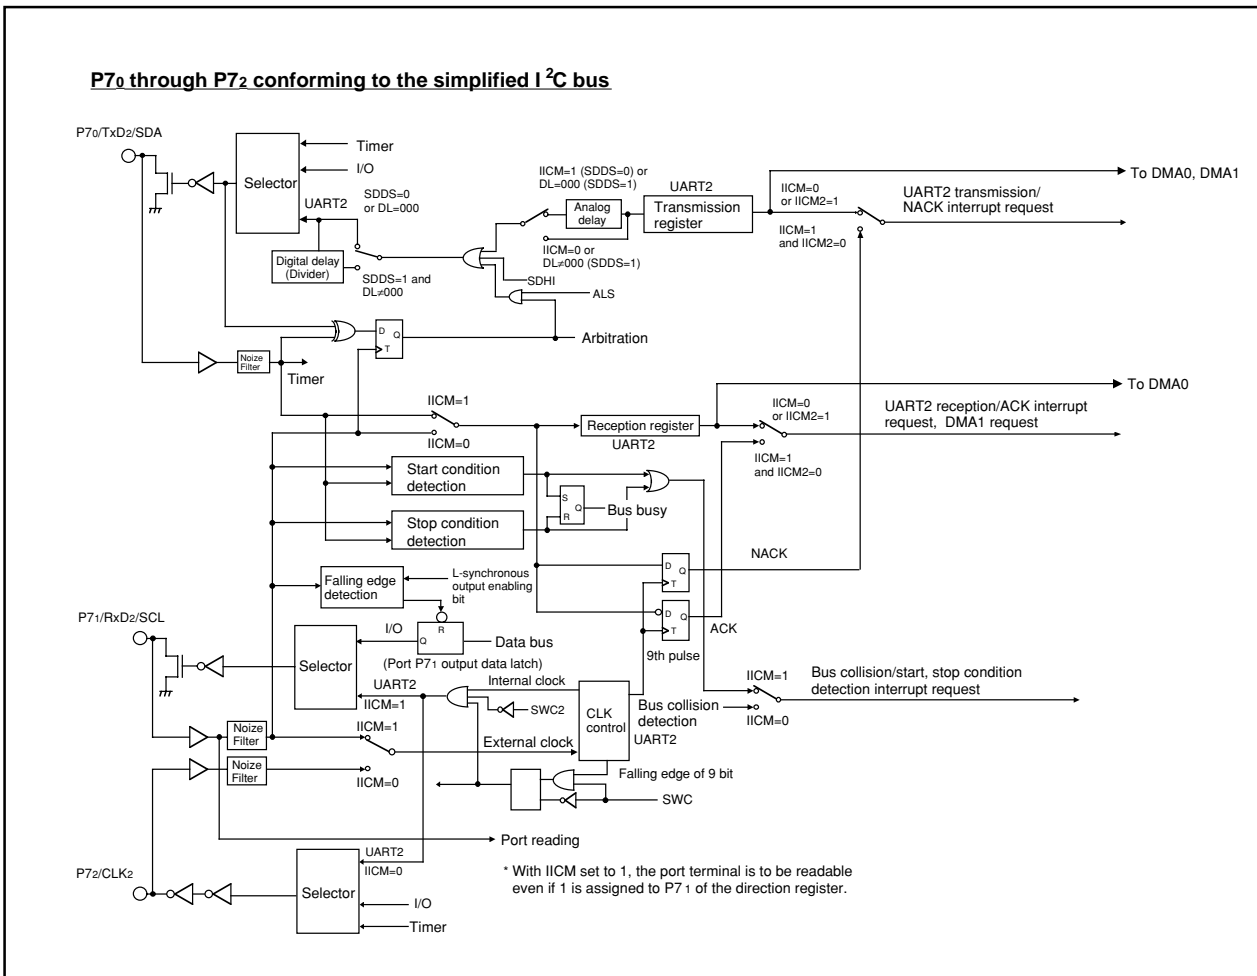 P70 through P72 conforming to the simplified I2C bus
P70/TxD2/SDA
Timer
I/O
Selector
UART2
SDDS=0
or DL=000
Digital delay
(Divider)
SDDS=1 and
DL≠000
IICM=1 (SDDS=0) or
DL=000 (SDDS=1)
Analog
delay
IICM=0 or
DL≠000 (SDDS=1)
SDHI
ALS
UART2
Transmission
register
To DMA0, DMA1
IICM=0
or IICM2=1
UART2 transmission/
NACK interrupt request
IICM=1
and IICM2=0
D
Q
T
Arbitration
Noize
Filter
Timer
To DMA0
IICM=1
IICM=0
Reception register
UART2
IICM=0
or IICM2=1
UART2 reception/ACK interrupt
request, DMA1 request
IICM=1
and IICM2=0
Start condition
detection
S
Q
R
Bus busy
Stop condition
detection
NACK
D
Q
T
Falling edge
detection
L-synchronous
output enabling
bit
P71/RxD2/SCL
D
Q
T
ACK
9th pulse
I/O
R
Q
Data bus
(Port P71 output data latch)
Selector
UART2
IICM=1
Internal clock
SWC2
CLK
control
UART2
Bus collision
detection
IICM=1
IICM=0
Bus collision/start, stop condition
detection interrupt request
Noize
Filter
IICM=1
External clock
Noize
Filter
IICM=0
Falling edge of 9 bit
SWC
Port reading
P72/CLK2
UART2
IICM=0
Selector
I/O
Timer
* With IICM set to 1, the port terminal is to be readable
even if 1 is assigned to P71 of the direction register.